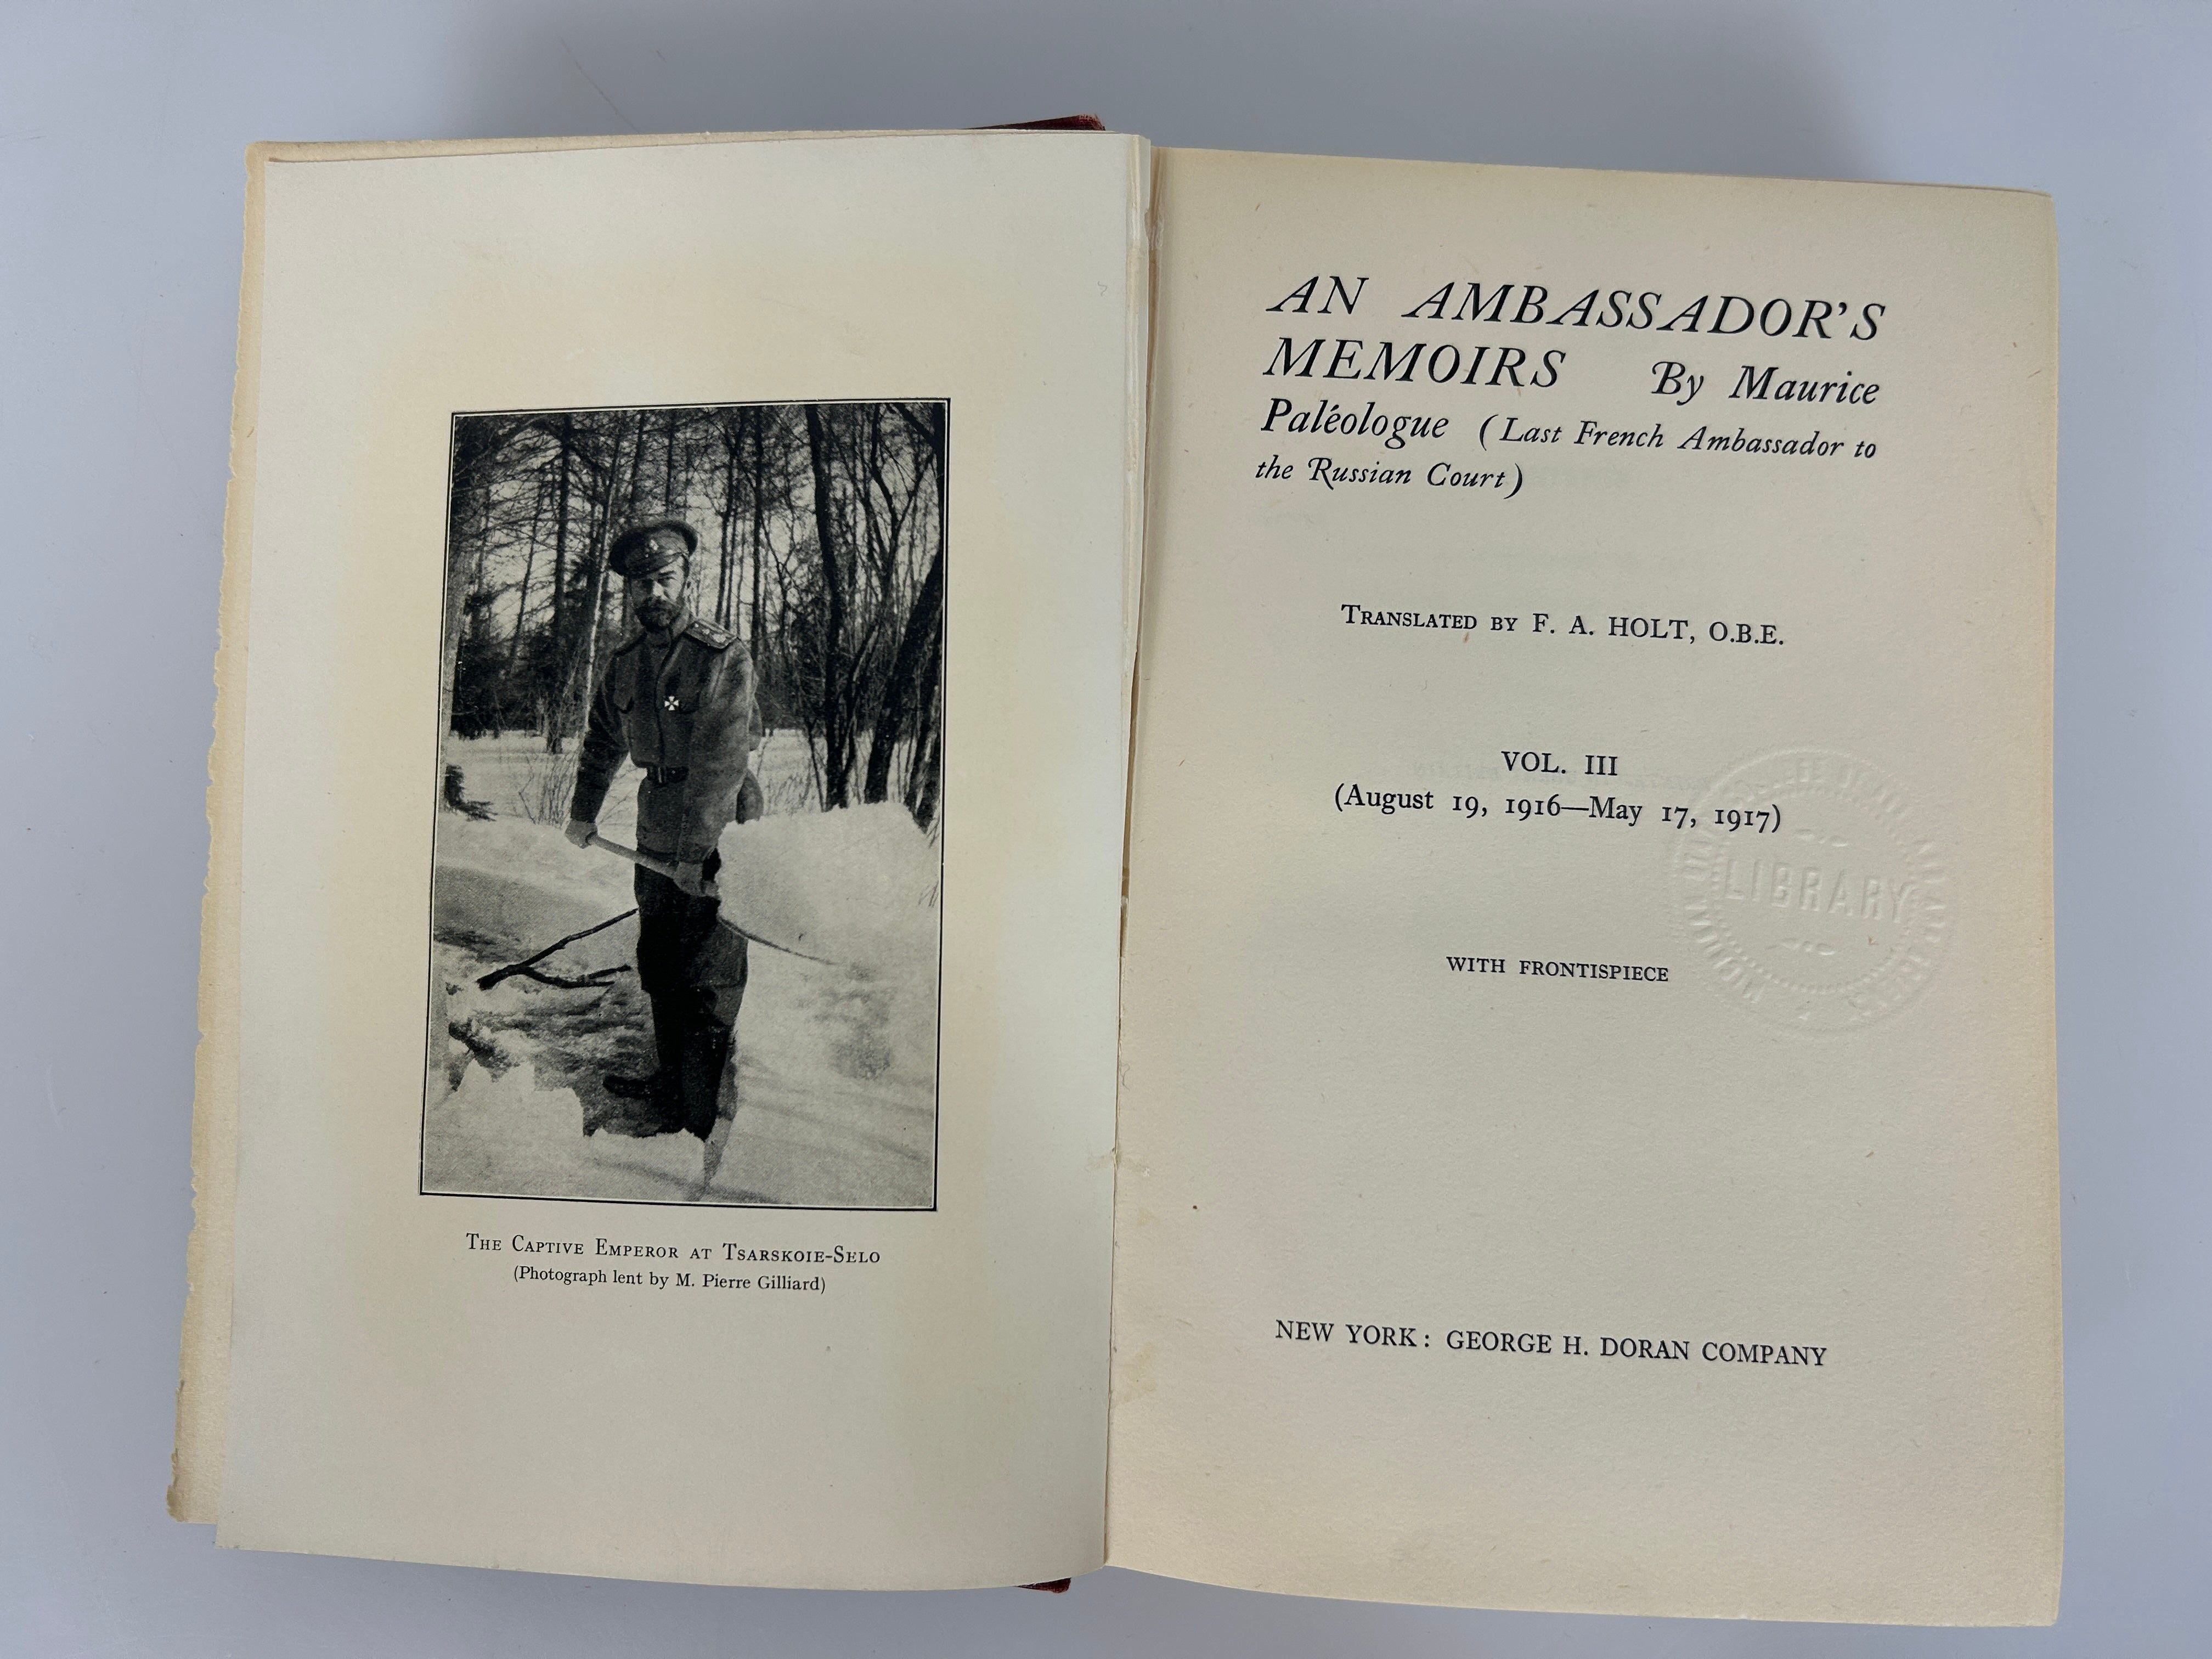 THE CAPTIVE EMPEROR AT TSARSKOIE-SELO
(Photograph lent by M. Pierre Gilliard)
AN AMBASSADOR'S
MEMOIRS By Maurice
Paléologue (Last French Ambassador to
the Russian Court)
TRANSLATED BY F. A. HOLT, O.B.E.
VOL. III
(August 19, 1916—May 17, 1917)
LIBRARY
WITH FRONTISPIECE
NEW YORK: GEORGE H. DORAN COMPANY